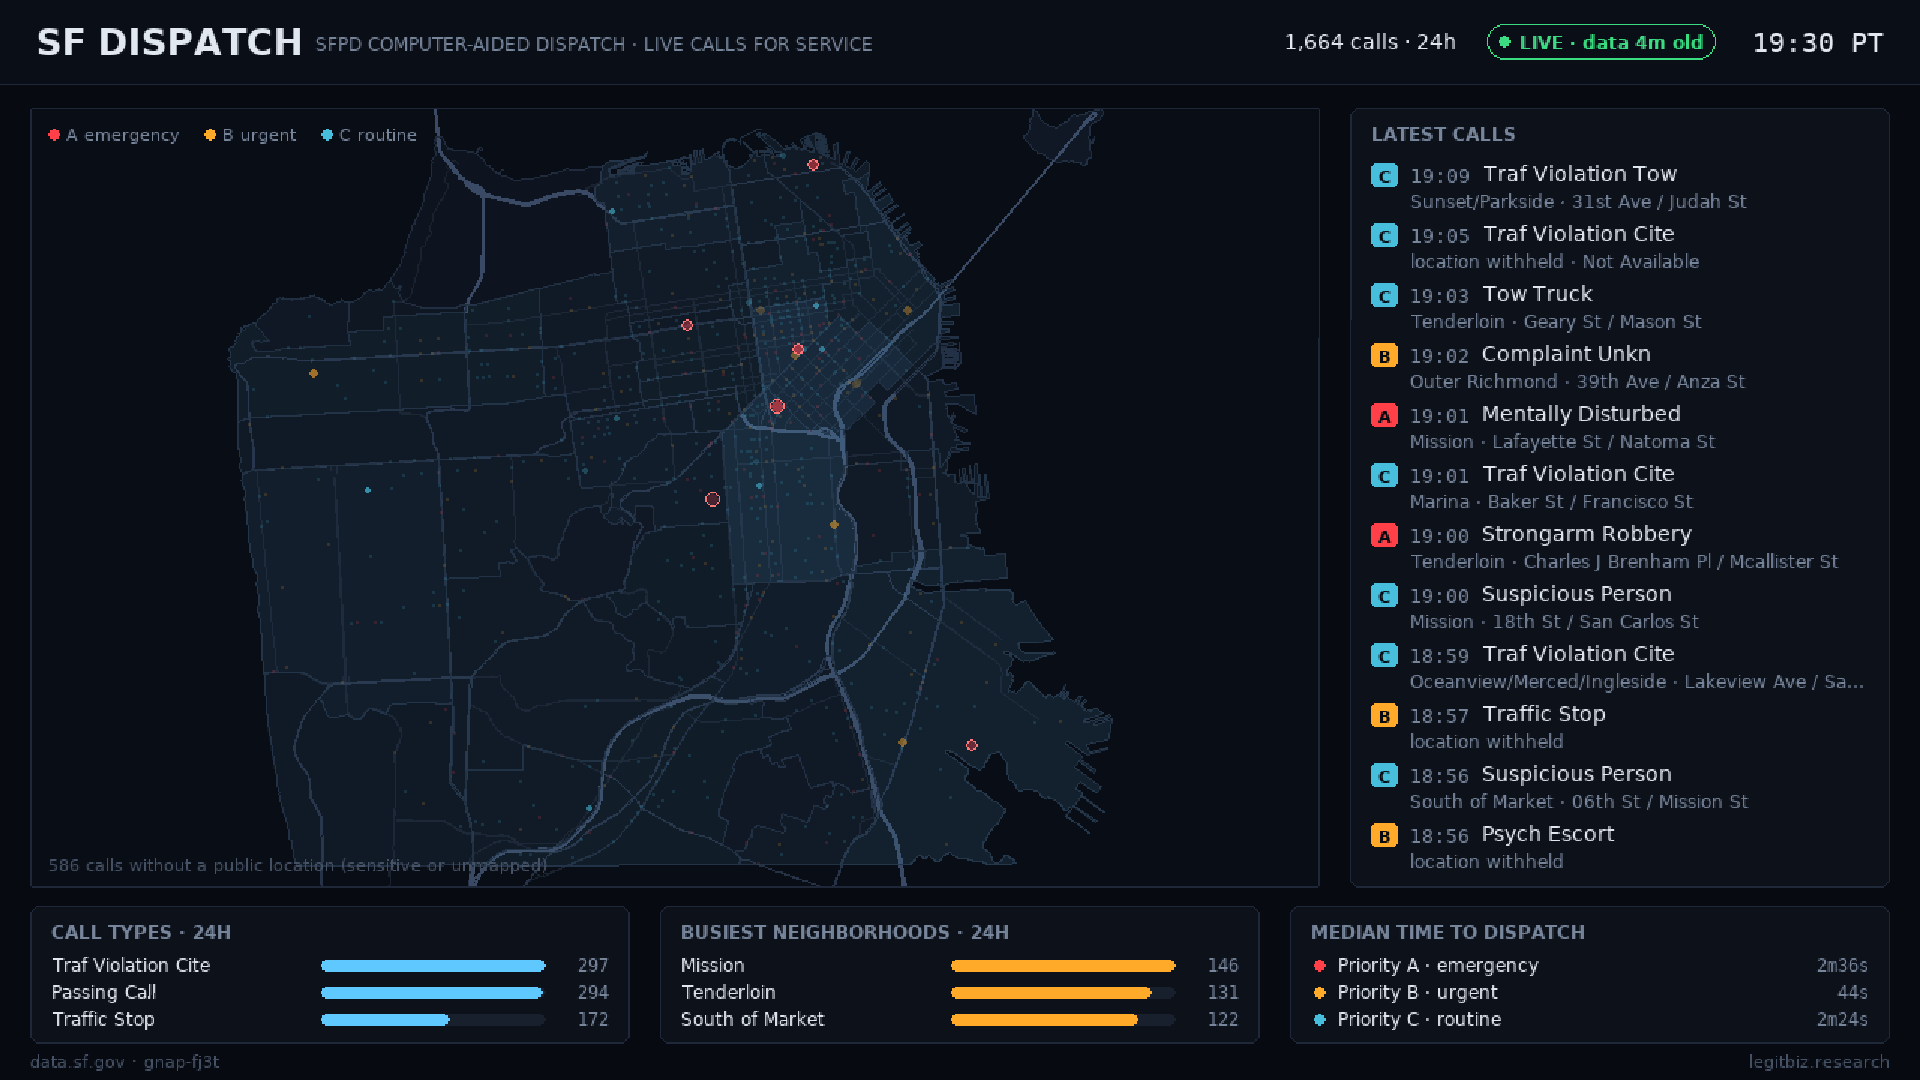 SF DISPATCH SFPD COMPUTER-AIDED DISPATCH · LIVE CALLS FOR SERVICE
1,664 calls · 24h
LIVE · data 4m old
19:30 PT
A emergency
B urgent
C routine
586 calls without a public location (sensitive or unmapped)
LATEST CALLS
C 19:09 Traf Violation Tow
Sunset/Parkside · 31st Ave / Judah St
C 19:05 Traf Violation Cite
location withheld · Not Available
C 19:03 Tow Truck
Tenderloin · Geary St / Mason St
B 19:02 Complaint Unkn
Outer Richmond · 39th Ave / Anza St
A 19:01 Mentally Disturbed
Mission · Lafayette St / Natoma St
C 19:01 Traf Violation Cite
Marina · Baker St / Francisco St
A 19:00 Strongarm Robbery
Tenderloin · Charles J Brenham Pl / Mcallister St
C 19:00 Suspicious Person
Mission · 18th St / San Carlos St
C 18:59 Traf Violation Cite
Oceanview/Merced/Ingleside · Lakeview Ave / Sa...
B 18:57 Traffic Stop
location withheld
C 18:56 Suspicious Person
South of Market · 06th St / Mission St
B 18:56 Psych Escort
location withheld
CALL TYPES · 24H
Traf Violation Cite 297
Passing Call 294
Traffic Stop 172
BUSIEST NEIGHBORHOODS · 24H
Mission 146
Tenderloin 131
South of Market 122
MEDIAN TIME TO DISPATCH
Priority A · emergency 2m36s
Priority B · urgent 44s
Priority C · routine 2m24s
data.sf.gov · gnap-fj3t
legitbiz.research